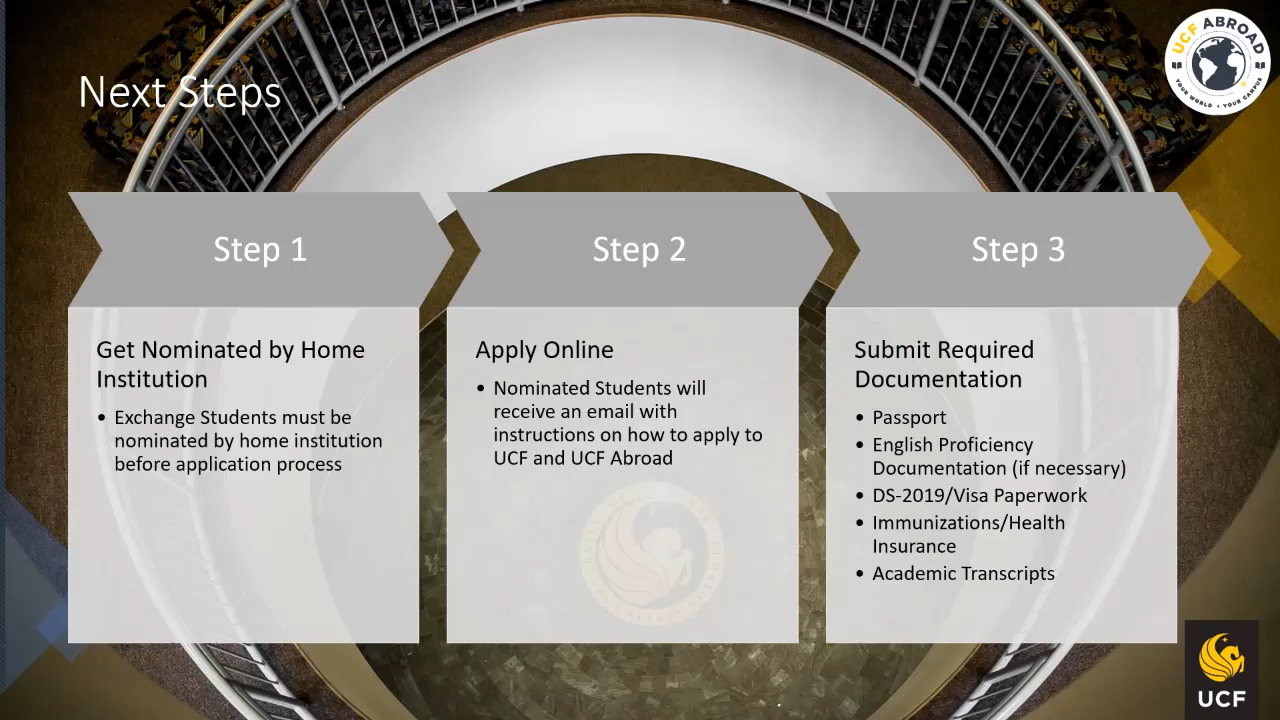 UCF ABROAD
YOUR WORLD • YOUR CAMPUS
Next Steps
Step 1
Get Nominated by Home
Institution
• Exchange Students must be
nominated by home institution
before application process
Step 2
Apply Online
• Nominated Students will
receive an email with
instructions on how to apply to
UCF and UCF Abroad
Step 3
Submit Required
Documentation
• Passport
• English Proficiency
Documentation (if necessary)
• DS-2019/Visa Paperwork
• Immunizations/Health
Insurance
• Academic Transcripts
UCF